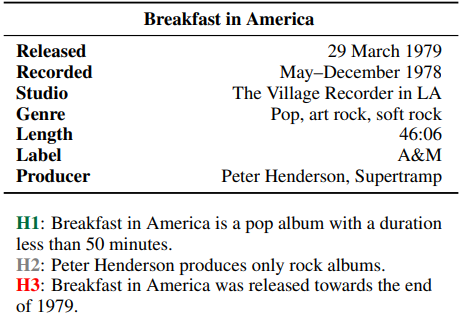 Breakfast in America
Released 29 March 1979
Recorded May–December 1978
Studio The Village Recorder in LA
Genre Pop, art rock, soft rock
Length 46:06
Label A&M
Producer Peter Henderson, Supertramp
H1: Breakfast in America is a pop album with a duration
less than 50 minutes.
H2: Peter Henderson produces only rock albums.
H3: Breakfast in America was released towards the end
of 1979.